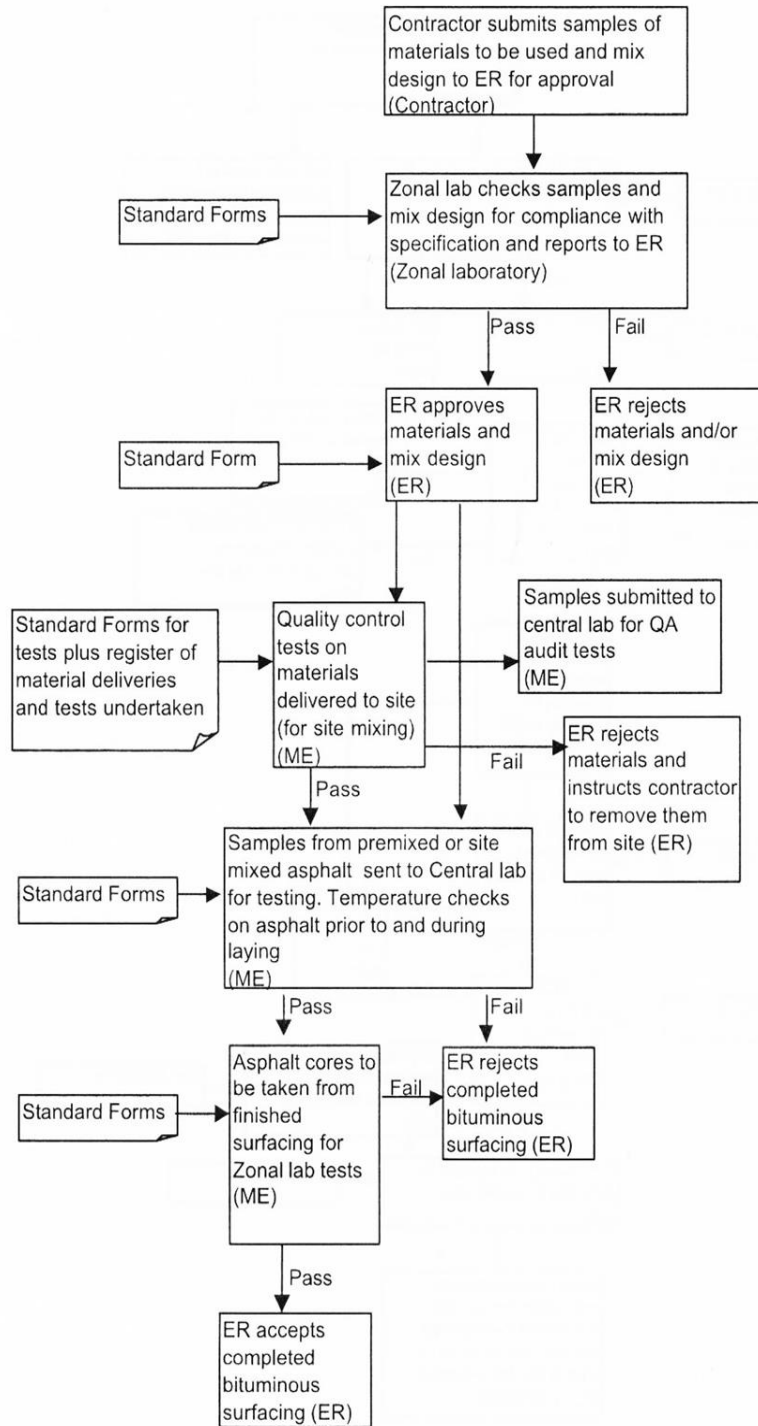 Contractor submits samples of
materials to be used and mix
design to ER for approval
(Contractor)
Standard Forms
Zonal lab checks samples and
mix design for compliance with
specification and reports to ER
(Zonal laboratory)
Pass
Fail
Standard Form
ER approves
materials and
mix design
(ER)
ER rejects
materials and/or
mix design
(ER)
Standard Forms for
tests plus register of
material deliveries
and tests undertaken
Quality control
tests on
materials
delivered to site
(for site mixing)
(ME)
Samples submitted to
central lab for QA
audit tests
(ME)
Fail
ER rejects
materials and
instructs contractor
to remove them
from site (ER)
Pass
Standard Forms
Samples from premixed or site
mixed asphalt sent to Central lab
for testing. Temperature checks
on asphalt prior to and during
laying
(ME)
Pass
Fail
Standard Forms
Asphalt cores to
be taken from
finished
surfacing for
Zonal lab tests
(ME)
Fail
ER rejects
completed
bituminous
surfacing (ER)
Pass
ER accepts
completed
bituminous
surfacing (ER)